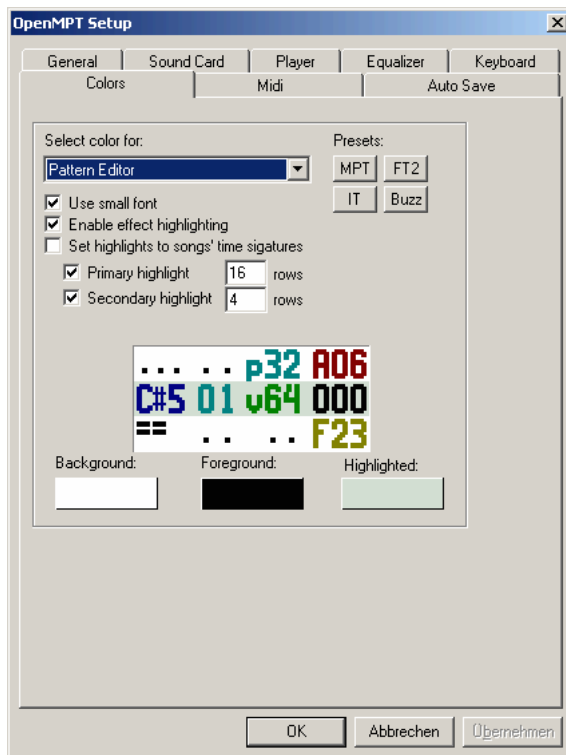 OpenMPT Setup
General Sound Card Player Equalizer Keyboard
Colors Midi Auto Save
Select color for: Presets:
Pattern Editor MPT FT2
IT Buzz
Use small font
Enable effect highlighting
Set highlights to songs' time sigatures
Primary highlight 16 rows
Secondary highlight 4 rows
... .. p32 A06
C#5 01 v64 000
== .. .. F23
Background: Foreground: Highlighted:
OK Abbrechen Übernehmen